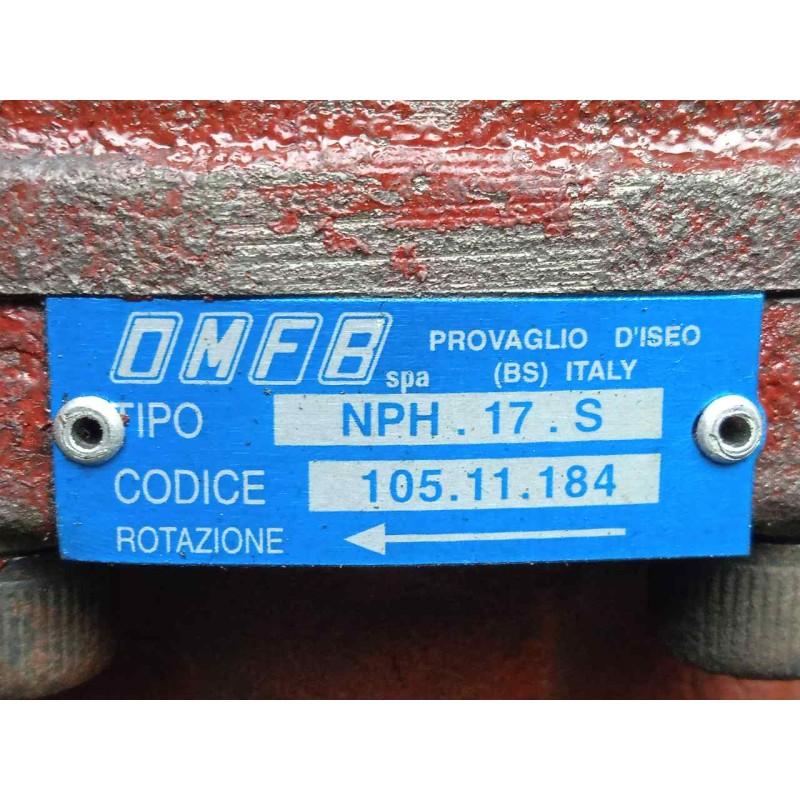 OMFB spa PROVAGLIO D'ISEO
(BS) ITALY
TIPO NPH . 17 . S
CODICE 105.11.184
ROTAZIONE